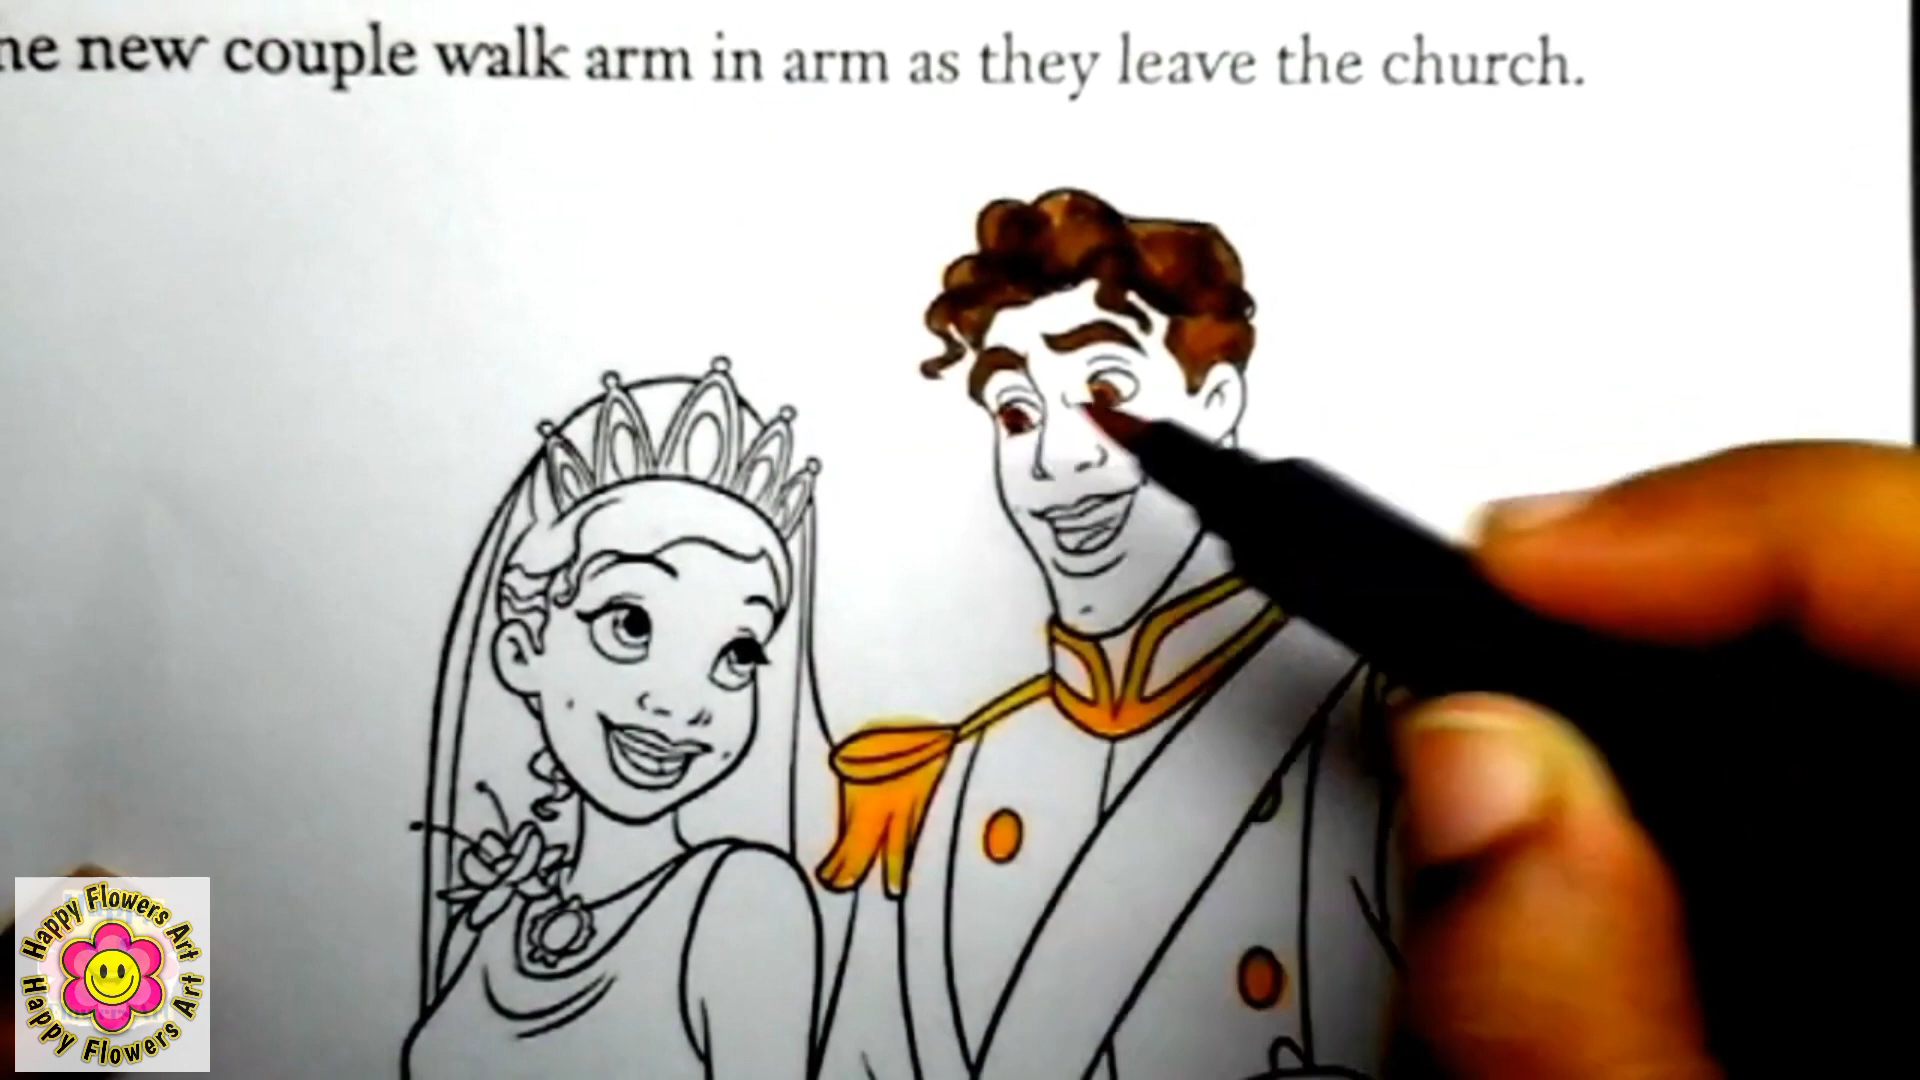 ne new couple walk arm in arm as they leave the church.
Happy Flowers Art
Happy Flowers Art